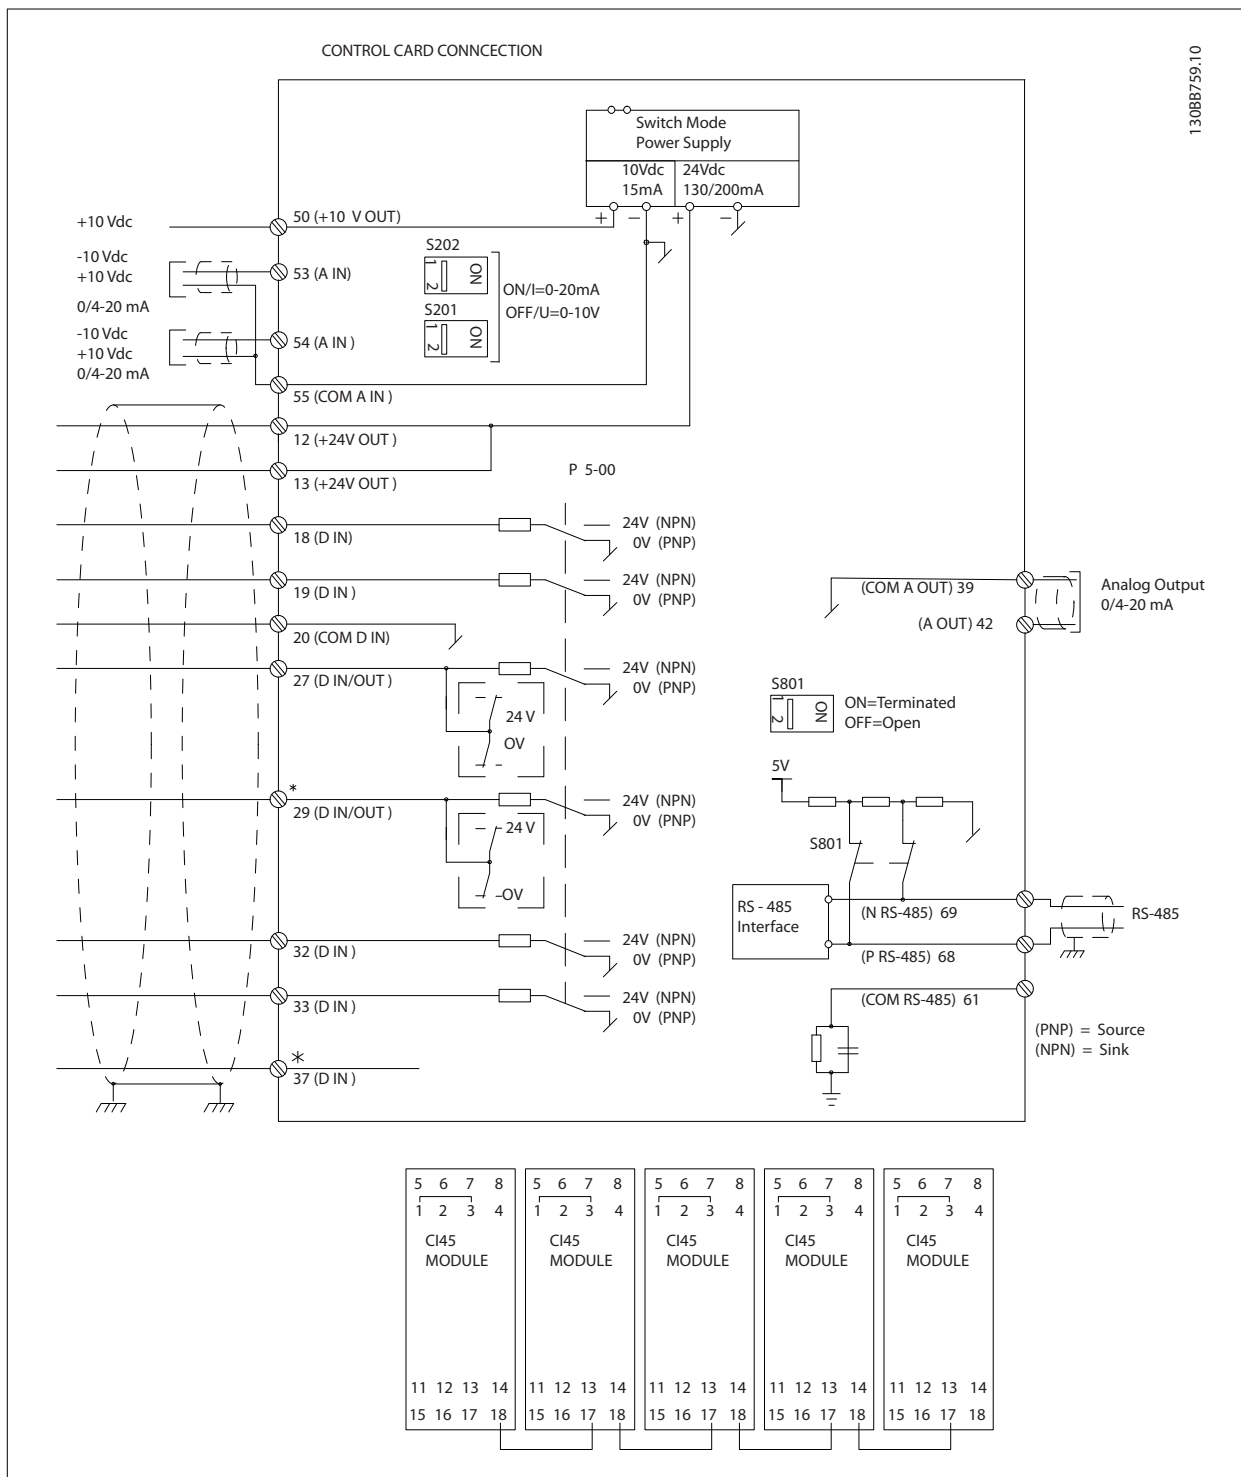 CONTROL CARD CONNCECTION
130BB759.10
Switch Mode
Power Supply
10Vdc
15mA
24Vdc
130/200mA
+ − + −
+10 Vdc
50 (+10 V OUT)
-10 Vdc
+10 Vdc
0/4-20 mA
53 (A IN)
S202
1
2
ON
ON/I=0-20mA
OFF/U=0-10V
S201
1
2
ON
-10 Vdc
+10 Vdc
0/4-20 mA
54 (A IN )
55 (COM A IN )
12 (+24V OUT )
13 (+24V OUT )
P 5-00
18 (D IN)
24V (NPN)
0V (PNP)
19 (D IN )
24V (NPN)
0V (PNP)
(COM A OUT) 39
Analog Output
0/4-20 mA
(A OUT) 42
20 (COM D IN)
27 (D IN/OUT )
24V (NPN)
0V (PNP)
24 V
OV
S801
1
2
ON
ON=Terminated
OFF=Open
5V
*
29 (D IN/OUT )
24V (NPN)
0V (PNP)
24 V
OV
S801
RS - 485
Interface
(N RS-485) 69
RS-485
(P RS-485) 68
32 (D IN )
24V (NPN)
0V (PNP)
33 (D IN )
24V (NPN)
0V (PNP)
(COM RS-485) 61
(PNP) = Source
(NPN) = Sink
*
37 (D IN )
5 6 7 8 5 6 7 8 5 6 7 8 5 6 7 8 5 6 7 8
1 2 3 4 1 2 3 4 1 2 3 4 1 2 3 4 1 2 3 4
CI45 CI45 CI45 CI45 CI45
MODULE MODULE MODULE MODULE MODULE
11 12 13 14 11 12 13 14 11 12 13 14 11 12 13 14 11 12 13 14
15 16 17 18 15 16 17 18 15 16 17 18 15 16 17 18 15 16 17 18